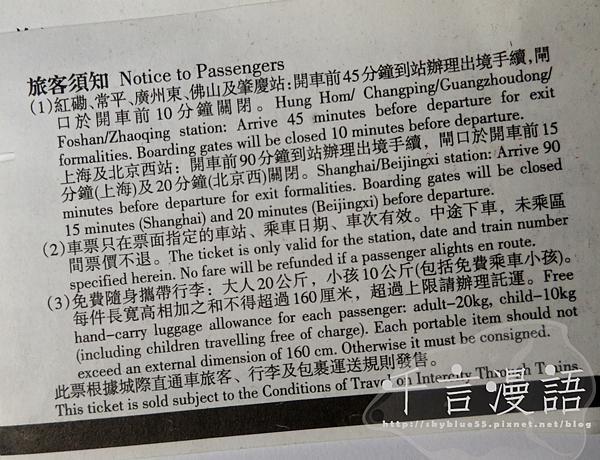 旅客須知 Notice to Passengers
(1)紅磡、常平、廣州東、佛山及肇慶站：開車前45分鐘到站辦理出境手續，閘
口於開車前10分鐘關閉。Hung Hom/ Changping/Guangzhoudong/
Foshan/Zhaoqing station: Arrive 45 minutes before departure for exit
formalities. Boarding gates will be closed 10 minutes before departure.
上海及北京西站：開車前90分鐘到站辦理出境手續，閘口於開車前15
分鐘(上海)及20分鐘(北京西)關閉。Shanghai/Beijingxi station: Arrive 90
minutes before departure for exit formalities. Boarding gates will be closed
15 minutes (Shanghai) and 20 minutes (Beijingxi) before departure.
(2)車票只在票面指定的車站、乘車日期、車次有效。中途下車，未乘區
間票價不退。The ticket is only valid for the station, date and train number
specified herein. No fare will be refunded if a passenger alights en route.
(3)免費隨身攜帶行李：大人20公斤，小孩10公斤(包括免費乘車小孩)。
每件長寬高相加之和不得超過160厘米，超過上限請辦理託運。Free
hand-carry luggage allowance for each passenger: adult-20kg, child-10kg
(including children travelling free of charge). Each portable item should not
exceed an external dimension of 160 cm. Otherwise it must be consigned.
此票根據城際直通車旅客、行李及包裹運送規則發售。
This ticket is sold subject to the Conditions of Travel on Intercity Through Trains
千言漫語
http://skyblue55.pixnet.net/blog